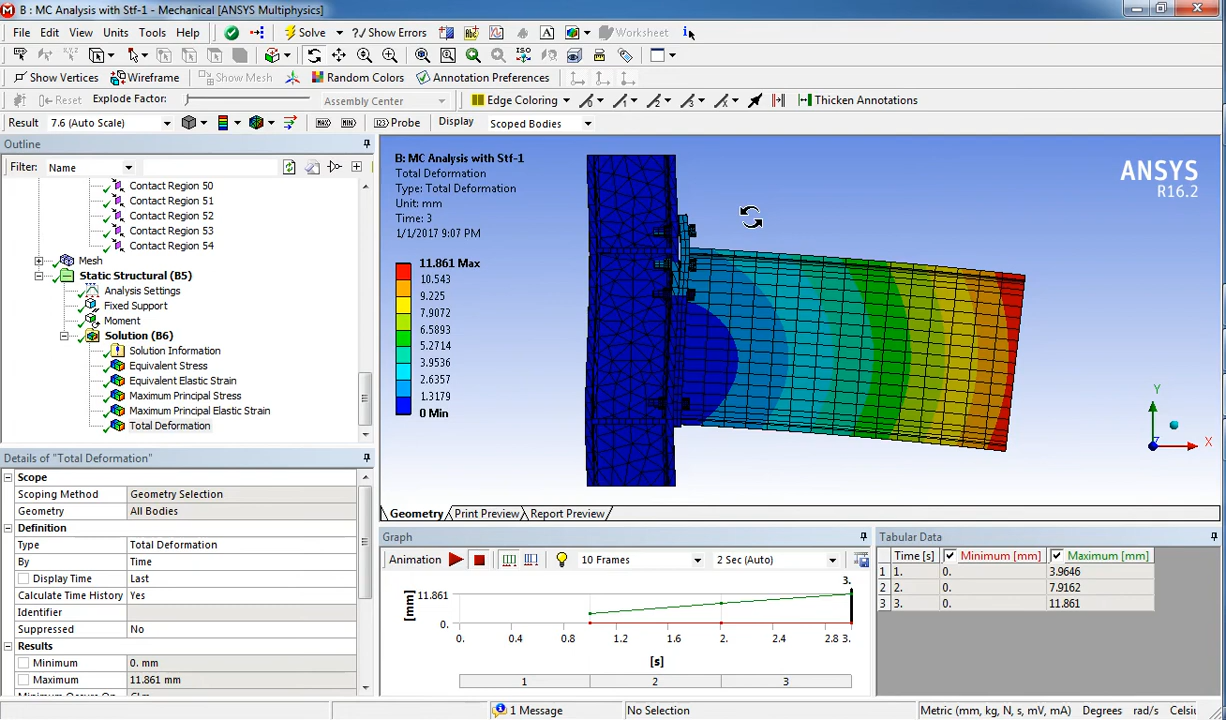 B : MC Analysis with Stf-1 - Mechanical [ANSYS Multiphysics]
File Edit View Units Tools Help Solve ?/ Show Errors Worksheet
Show Vertices Wireframe Show Mesh Random Colors Annotation Preferences
Reset Explode Factor: Assembly Center Edge Coloring Thicken Annotations
Result 7.6 (Auto Scale) MAX MIN Probe Display Scoped Bodies
Outline
Filter: Name
Contact Region 50
Contact Region 51
Contact Region 52
Contact Region 53
Contact Region 54
Mesh
Static Structural (B5)
Analysis Settings
Fixed Support
Moment
Solution (B6)
Solution Information
Equivalent Stress
Equivalent Elastic Strain
Maximum Principal Stress
Maximum Principal Elastic Strain
Total Deformation
Details of "Total Deformation"
Scope
Scoping Method Geometry Selection
Geometry All Bodies
Definition
Type Total Deformation
By Time
Display Time Last
Calculate Time History Yes
Identifier
Suppressed No
Results
Minimum 0. mm
Maximum 11.861 mm
B: MC Analysis with Stf-1
Total Deformation
Type: Total Deformation
Unit: mm
Time: 3
1/1/2017 9:07 PM
11.861 Max
10.543
9.225
7.9072
6.5893
5.2714
3.9536
2.6357
1.3179
0 Min
ANSYS
R16.2
Y
X
Z
Geometry Print Preview Report Preview
Graph
Animation 10 Frames 2 Sec (Auto)
3.
11.861
[mm]
0.
0. 0.4 0.8 1.2 1.6 2. 2.4 2.8 3.
[s]
1 2 3
Tabular Data
Time [s] Minimum [mm] Maximum [mm]
1 1. 0. 3.9646
2 2. 0. 7.9162
3 3. 0. 11.861
1 Message No Selection Metric (mm, kg, N, s, mV, mA) Degrees rad/s Celsi